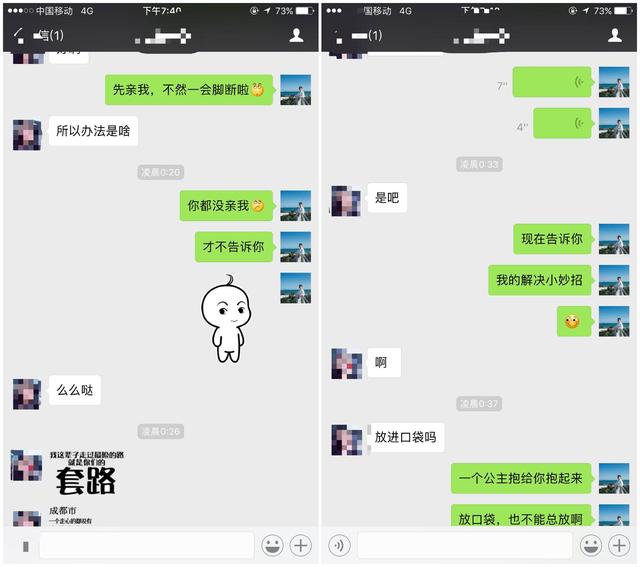 中国移动 4G 下午7:40 73%
信(1)
先亲我，不然一会脚断啦
所以办法是啥
凌晨0:20
你都没亲我
才不告诉你
么么哒
凌晨0:26
我这辈子走过最险的路
就是你们的
套路
成都市
一个走心的都没有
国移动 4G 73%
(1)
7''
4''
凌晨0:33
是吧
现在告诉你
我的解决小妙招
啊
凌晨0:37
放进口袋吗
一个公主抱给你抱起来
放口袋，也不能总放啊